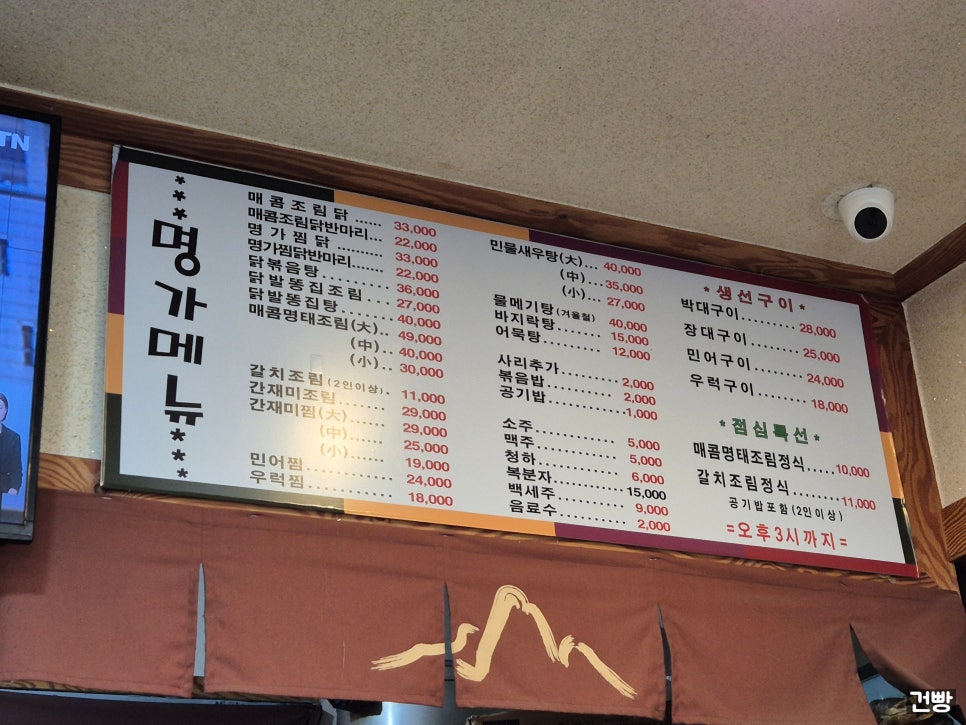 TN
***명가메뉴***
매콤조림닭...... 33,000
매콤조림닭반마리... 22,000
명가찜닭......... 33,000
명가찜닭반마리....... 22,000
닭볶음탕......... 36,000
닭발똥집조림... 27,000
닭발똥집탕....... 40,000
매콤명태조림(大).. 49,000
(中).. 40,000
(小).. 30,000
갈치조림(2인이상). 11,000
간재미조림....... 29,000
간재미찜(大)..... 29,000
(中)..... 25,000
(小)..... 19,000
민어찜........... 24,000
우럭찜........... 18,000
민물새우탕(大)... 40,000
(中)... 35,000
(小)... 27,000
물메기탕(겨울철) 40,000
바지락탕....... 15,000
어묵탕......... 12,000
사리추가....... 2,000
볶음밥......... 2,000
공기밥......... 1,000
소주........... 5,000
맥주........... 5,000
청하........... 6,000
복분자......... 15,000
백세주......... 9,000
음료수......... 2,000
*생선구이*
박대구이......... 28,000
장대구이......... 25,000
민어구이......... 24,000
우럭구이......... 18,000
*점심특선*
매콤명태조림정식..... 10,000
갈치조림정식......... 11,000
공기밥포함(2인이상)
=오후3시까지=
건빵